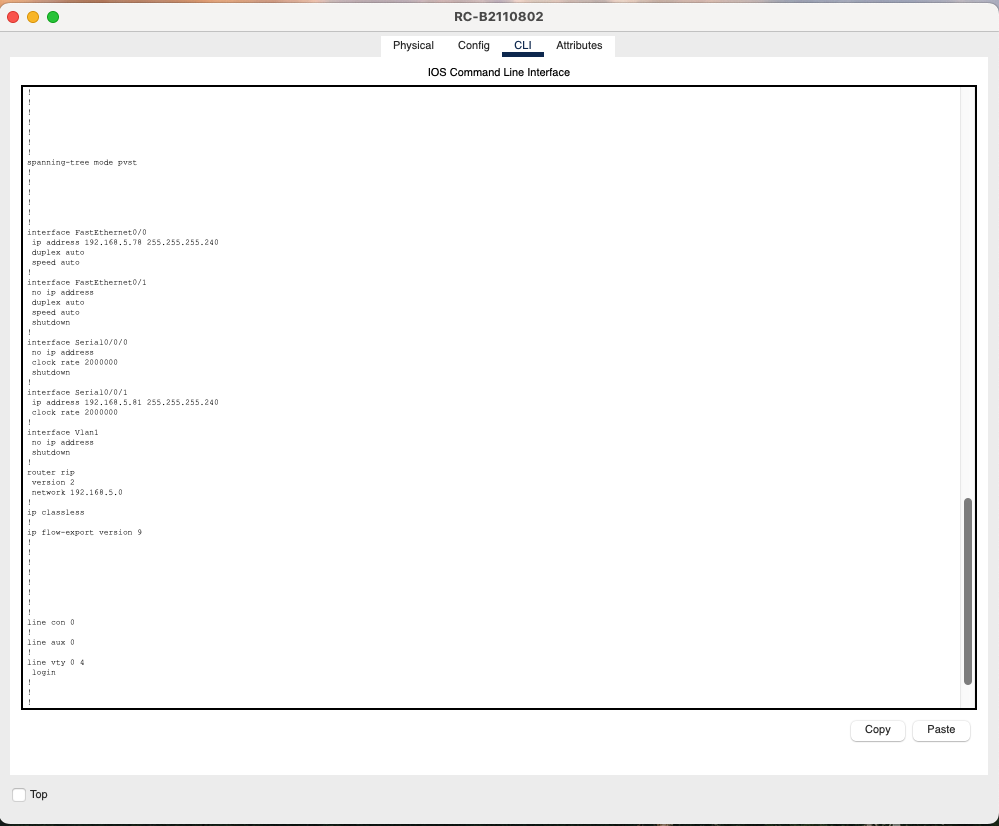 RC-B2110802
Physical Config CLI Attributes
IOS Command Line Interface
!
!
!
!
!
!
!
spanning-tree mode pvst
!
!
!
!
!
!
interface FastEthernet0/0
 ip address 192.168.5.78 255.255.255.240
 duplex auto
 speed auto
!
interface FastEthernet0/1
 no ip address
 duplex auto
 speed auto
 shutdown
!
interface Serial0/0/0
 no ip address
 clock rate 2000000
 shutdown
!
interface Serial0/0/1
 ip address 192.168.5.81 255.255.255.240
 clock rate 2000000
!
interface Vlan1
 no ip address
 shutdown
!
router rip
 version 2
 network 192.168.5.0
!
ip classless
!
ip flow-export version 9
!
!
!
!
!
!
!
!
line con 0
!
line aux 0
!
line vty 0 4
 login
!
!
!
Copy Paste
Top